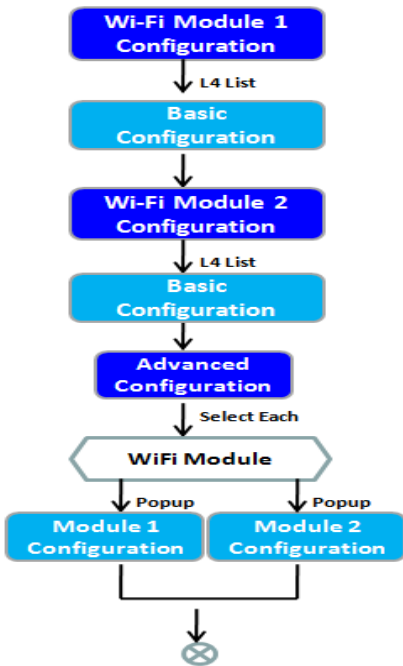 Wi-Fi Module 1
Configuration
L4 List
Basic
Configuration
Wi-Fi Module 2
Configuration
L4 List
Basic
Configuration
Advanced
Configuration
Select Each
WiFi Module
Popup
Popup
Module 1
Configuration
Module 2
Configuration